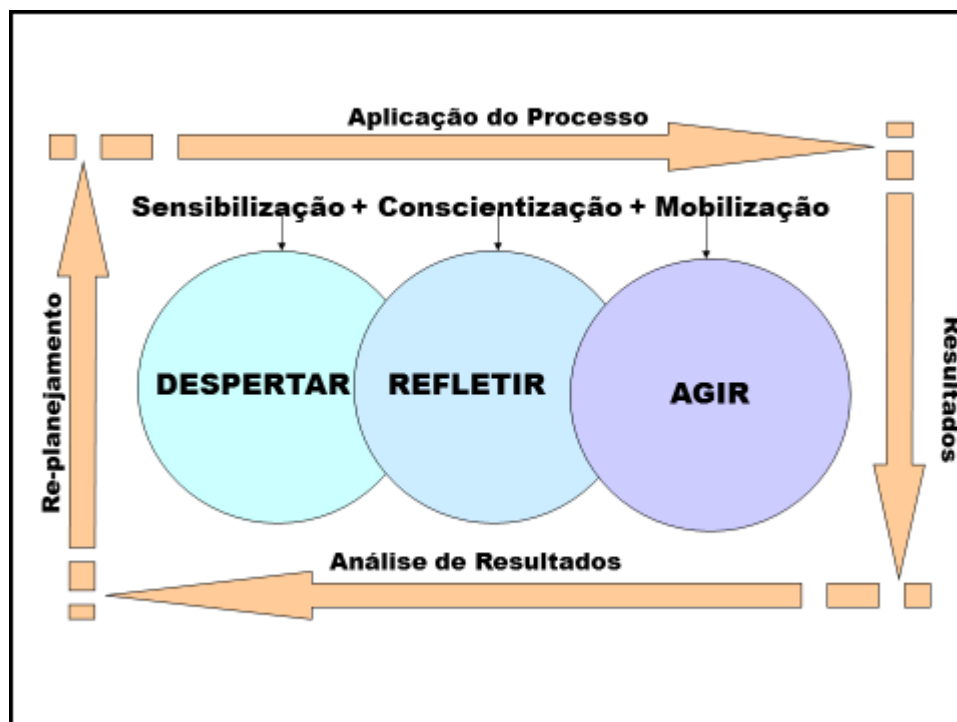 Aplicação do Processo
Sensibilização + Conscientização + Mobilização
DESPERTAR
REFLETIR
AGIR
Re-planejamento
Resultados
Análise de Resultados